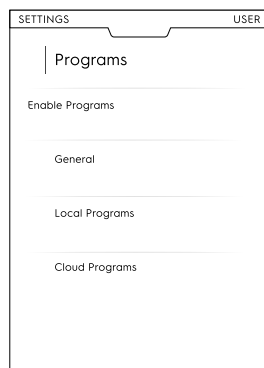 SETTINGS USER
Programs
Enable Programs
General
Local Programs
Cloud Programs